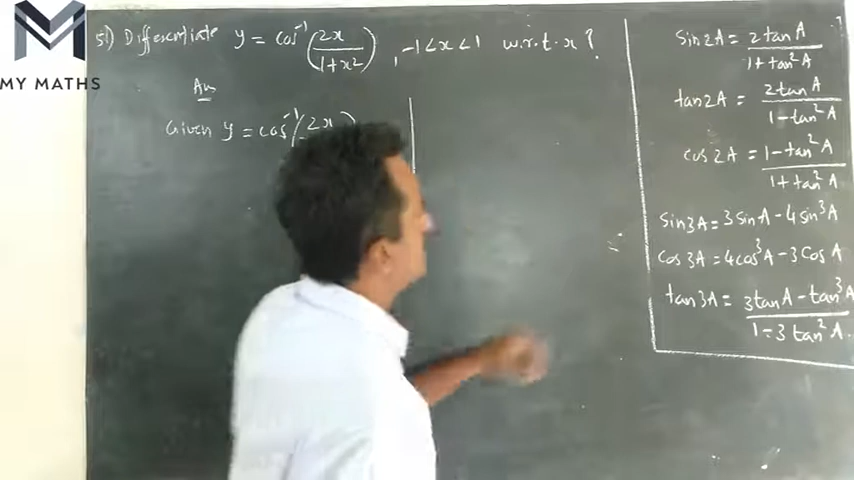 M
MY MATHS
51) Differentiate y = cos⁻¹(2x/(1+x²)), -1<x<1 w.r.t.x?
Ans
Given y = cos⁻¹(2x
sin2A = 2tanA/(1+tan²A)
tan2A = 2tanA/(1-tan²A)
cos2A = (1-tan²A)/(1+tan²A)
sin3A = 3sinA - 4sin³A
cos3A = 4cos³A - 3cosA
tan3A = (3tanA - tan³A)/(1-3tan²A)